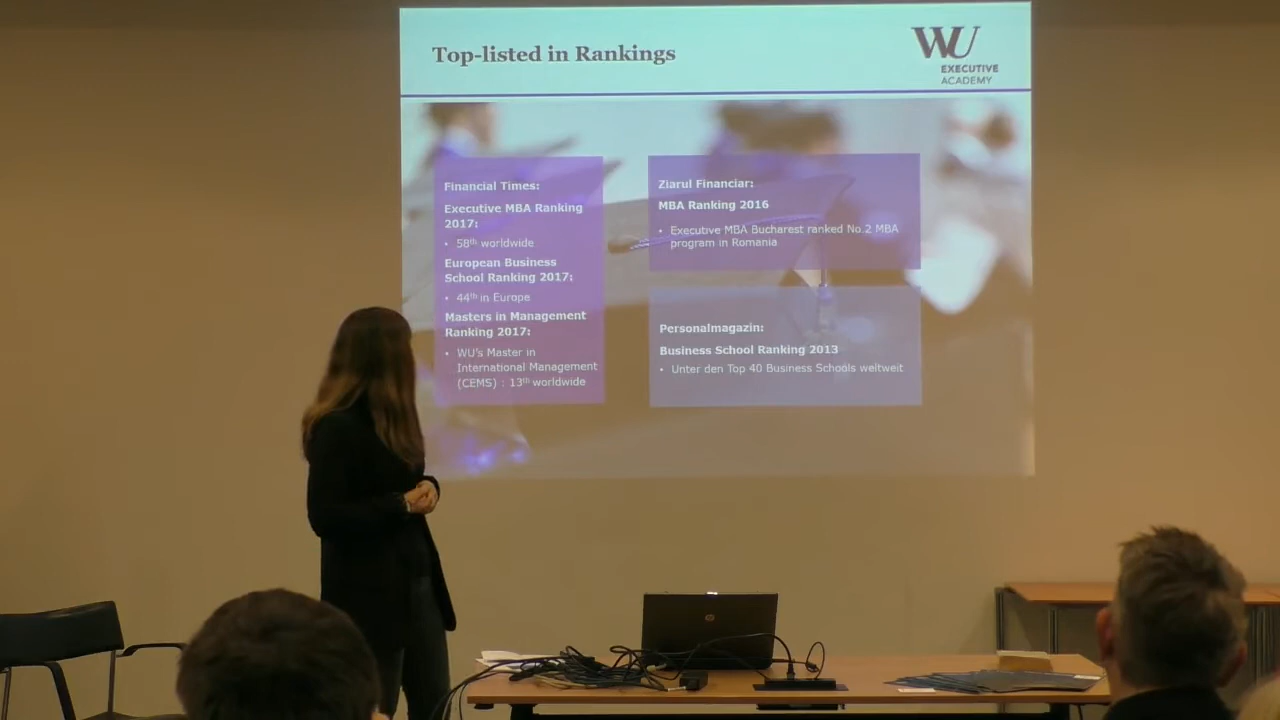 Top-listed in Rankings
WU
EXECUTIVE
ACADEMY
Financial Times:
Executive MBA Ranking
2017:
• 58th worldwide
European Business
School Ranking 2017:
• 44th in Europe
Masters in Management
Ranking 2017:
• WU's Master in
International Management
(CEMS) : 13th worldwide
Ziarul Financiar:
MBA Ranking 2016
• Executive MBA Bucharest ranked No.2 MBA
program in Romania
Personalmagazin:
Business School Ranking 2013
• Unter den Top 40 Business Schools weltweit
hp